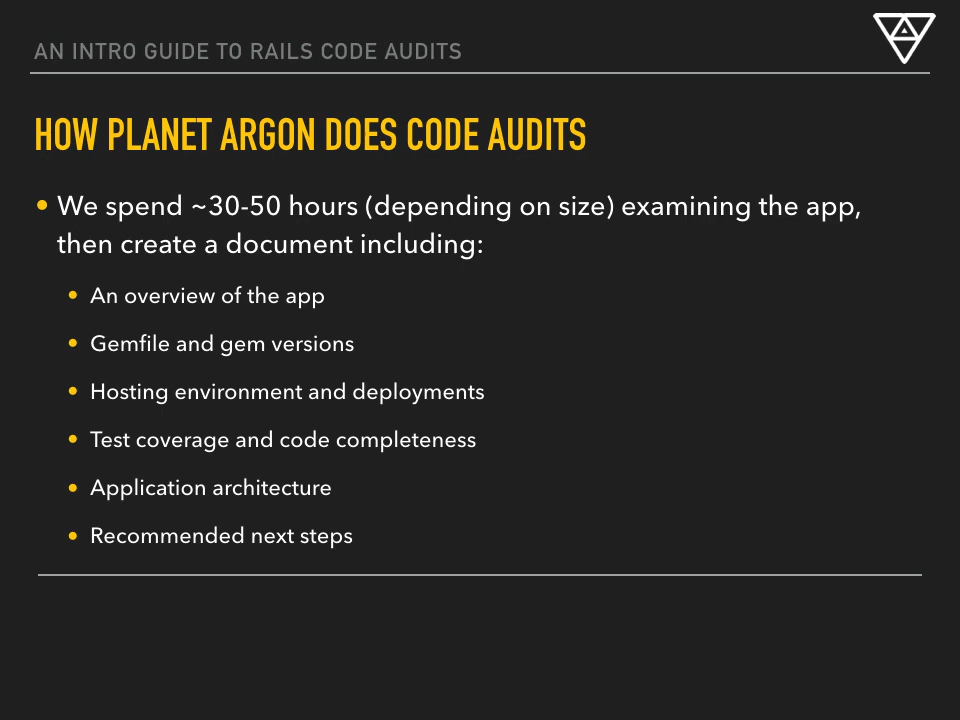 AN INTRO GUIDE TO RAILS CODE AUDITS
HOW PLANET ARGON DOES CODE AUDITS
• We spend ~30-50 hours (depending on size) examining the app,
then create a document including:
• An overview of the app
• Gemfile and gem versions
• Hosting environment and deployments
• Test coverage and code completeness
• Application architecture
• Recommended next steps